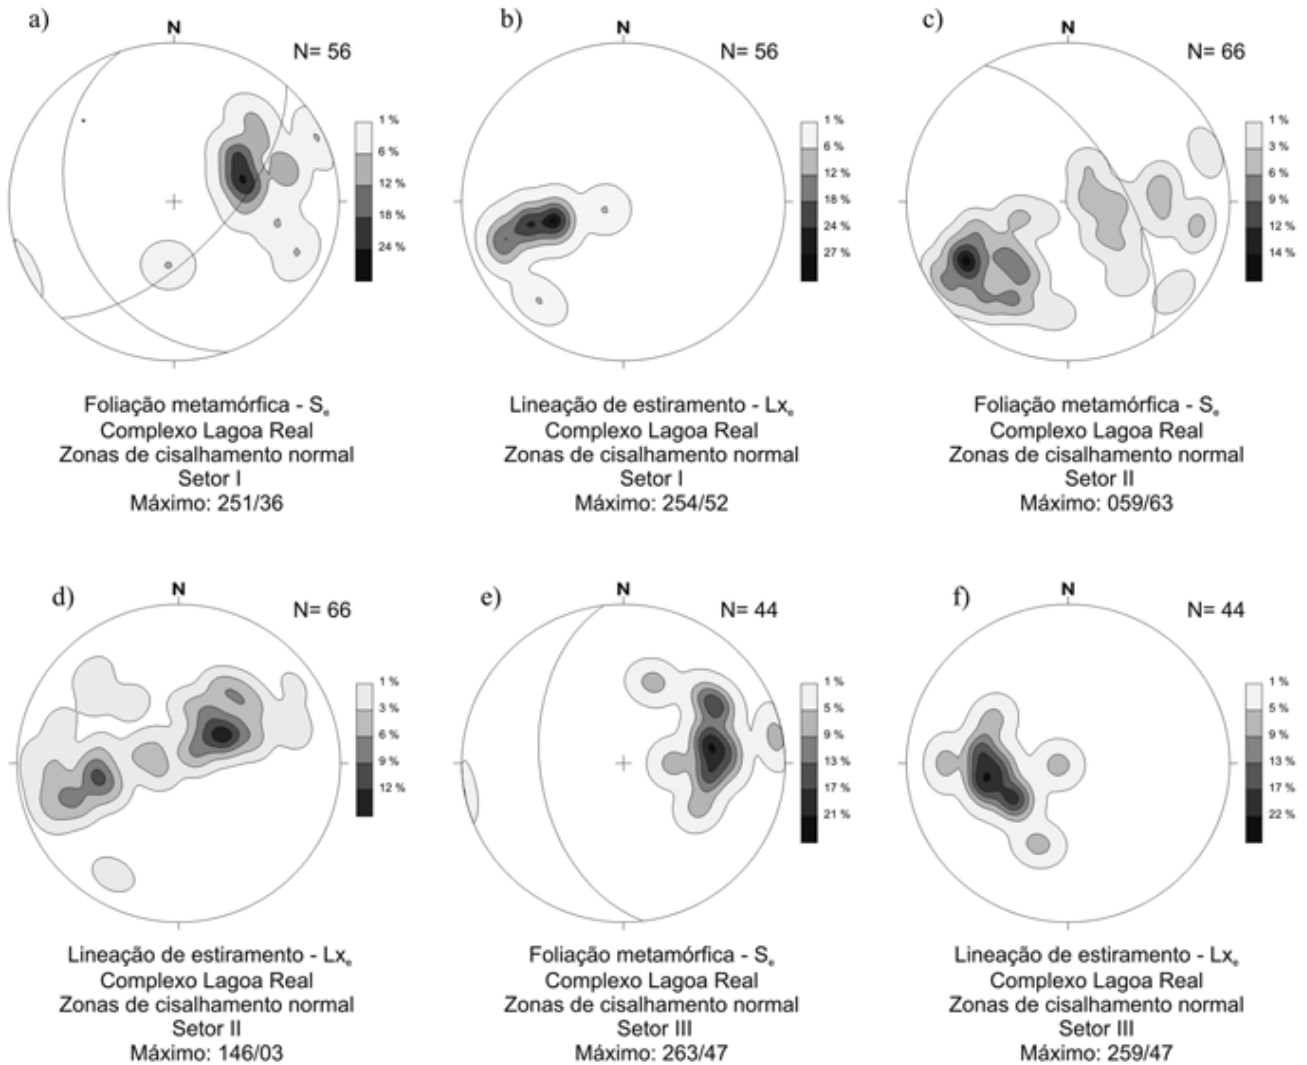 a)
N
N= 56
1 %
6 %
12 %
18 %
24 %
Foliação metamórfica - Se
Complexo Lagoa Real
Zonas de cisalhamento normal
Setor I
Máximo: 251/36
b)
N
N= 56
1 %
6 %
12 %
18 %
24 %
27 %
Lineação de estiramento - Lxe
Complexo Lagoa Real
Zonas de cisalhamento normal
Setor I
Máximo: 254/52
c)
N
N= 66
1 %
3 %
6 %
9 %
12 %
14 %
Foliação metamórfica - Se
Complexo Lagoa Real
Zonas de cisalhamento normal
Setor II
Máximo: 059/63
d)
N
N= 66
1 %
3 %
6 %
9 %
12 %
Lineação de estiramento - Lxe
Complexo Lagoa Real
Zonas de cisalhamento normal
Setor II
Máximo: 146/03
e)
N
N= 44
1 %
5 %
9 %
13 %
17 %
21 %
Foliação metamórfica - Se
Complexo Lagoa Real
Zonas de cisalhamento normal
Setor III
Máximo: 263/47
f)
N
N= 44
1 %
5 %
9 %
13 %
17 %
22 %
Lineação de estiramento - Lxe
Complexo Lagoa Real
Zonas de cisalhamento normal
Setor III
Máximo: 259/47